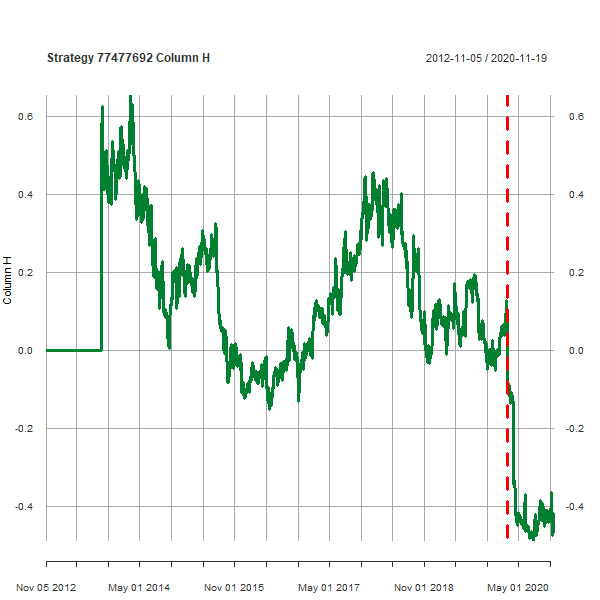 Strategy 77477692 Column H
2012-11-05 / 2020-11-19
0.6
0.6
0.4
0.4
0.2
0.2
Column H
0.0
0.0
-0.2
-0.2
-0.4
-0.4
Nov 05 2012
May 01 2014
Nov 01 2015
May 01 2017
Nov 01 2018
May 01 2020